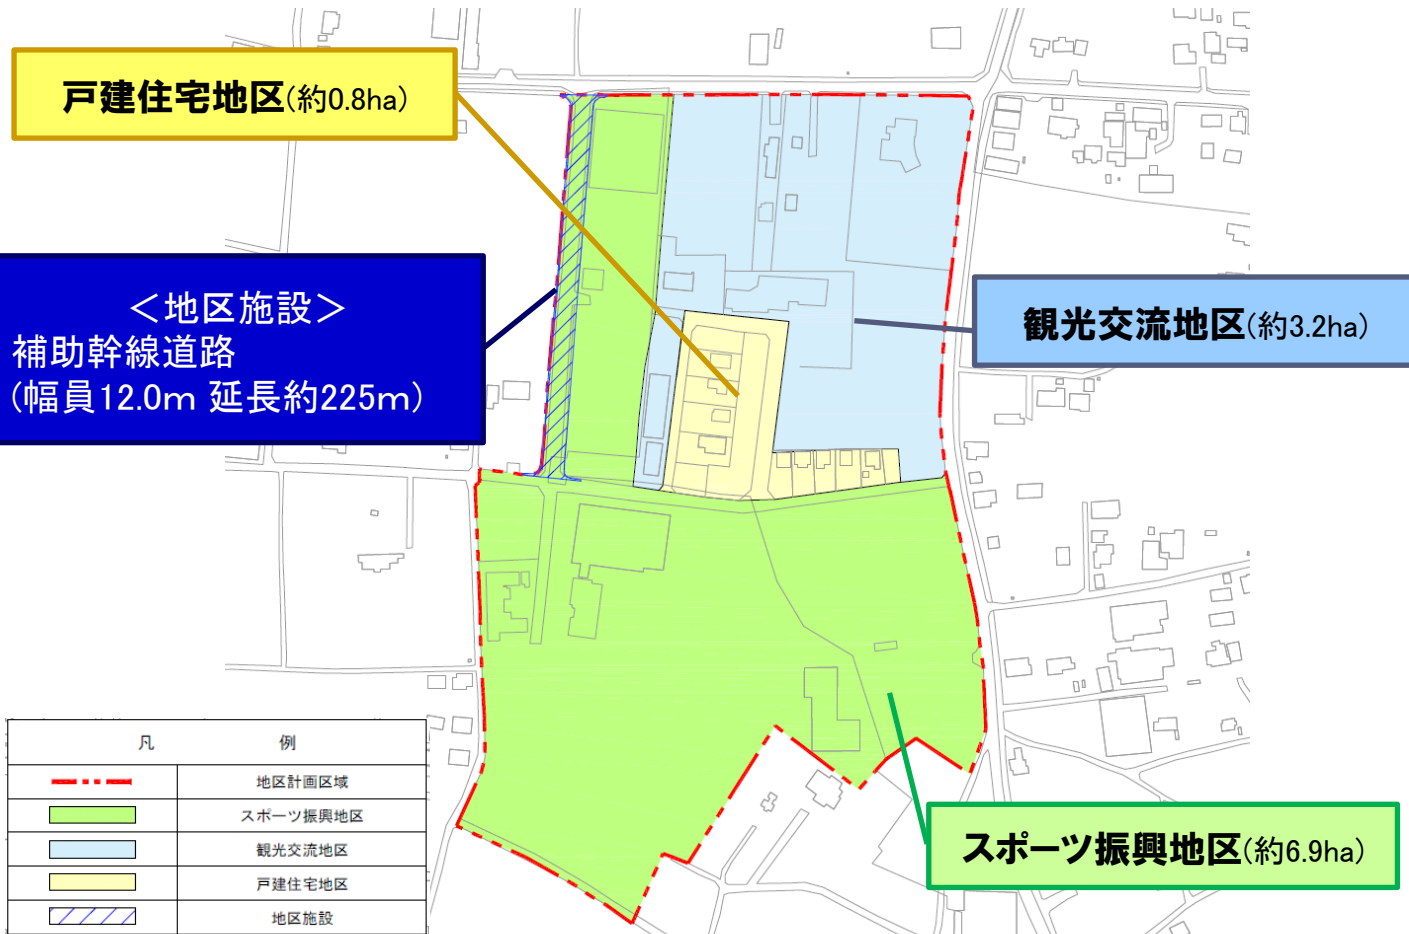 戸建住宅地区(約0.8ha)
＜地区施設＞
補助幹線道路
(幅員12.0m 延長約225m)
観光交流地区(約3.2ha)
スポーツ振興地区(約6.9ha)
凡 例
地区計画区域
スポーツ振興地区
観光交流地区
戸建住宅地区
地区施設